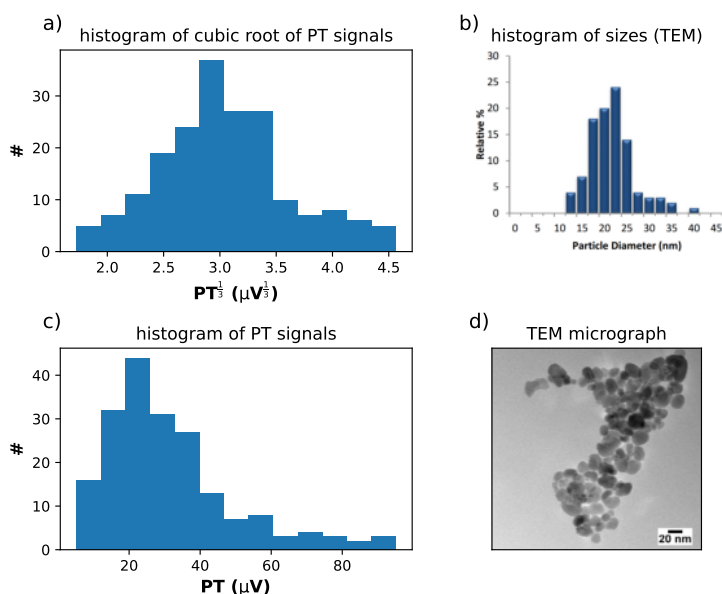 a)
histogram of cubic root of PT signals
#
30
20
10
0
2.0 2.5 3.0 3.5 4.0 4.5
PT^{1/3} (μV^{1/3})
b)
histogram of sizes (TEM)
Relative %
30
25
20
15
10
5
0
0 5 5 10 15 20 25 30 35 40 45
Particle Diameter (nm)
c)
histogram of PT signals
#
40
30
20
10
0
20 40 60 80
PT (μV)
d)
TEM micrograph
20 nm